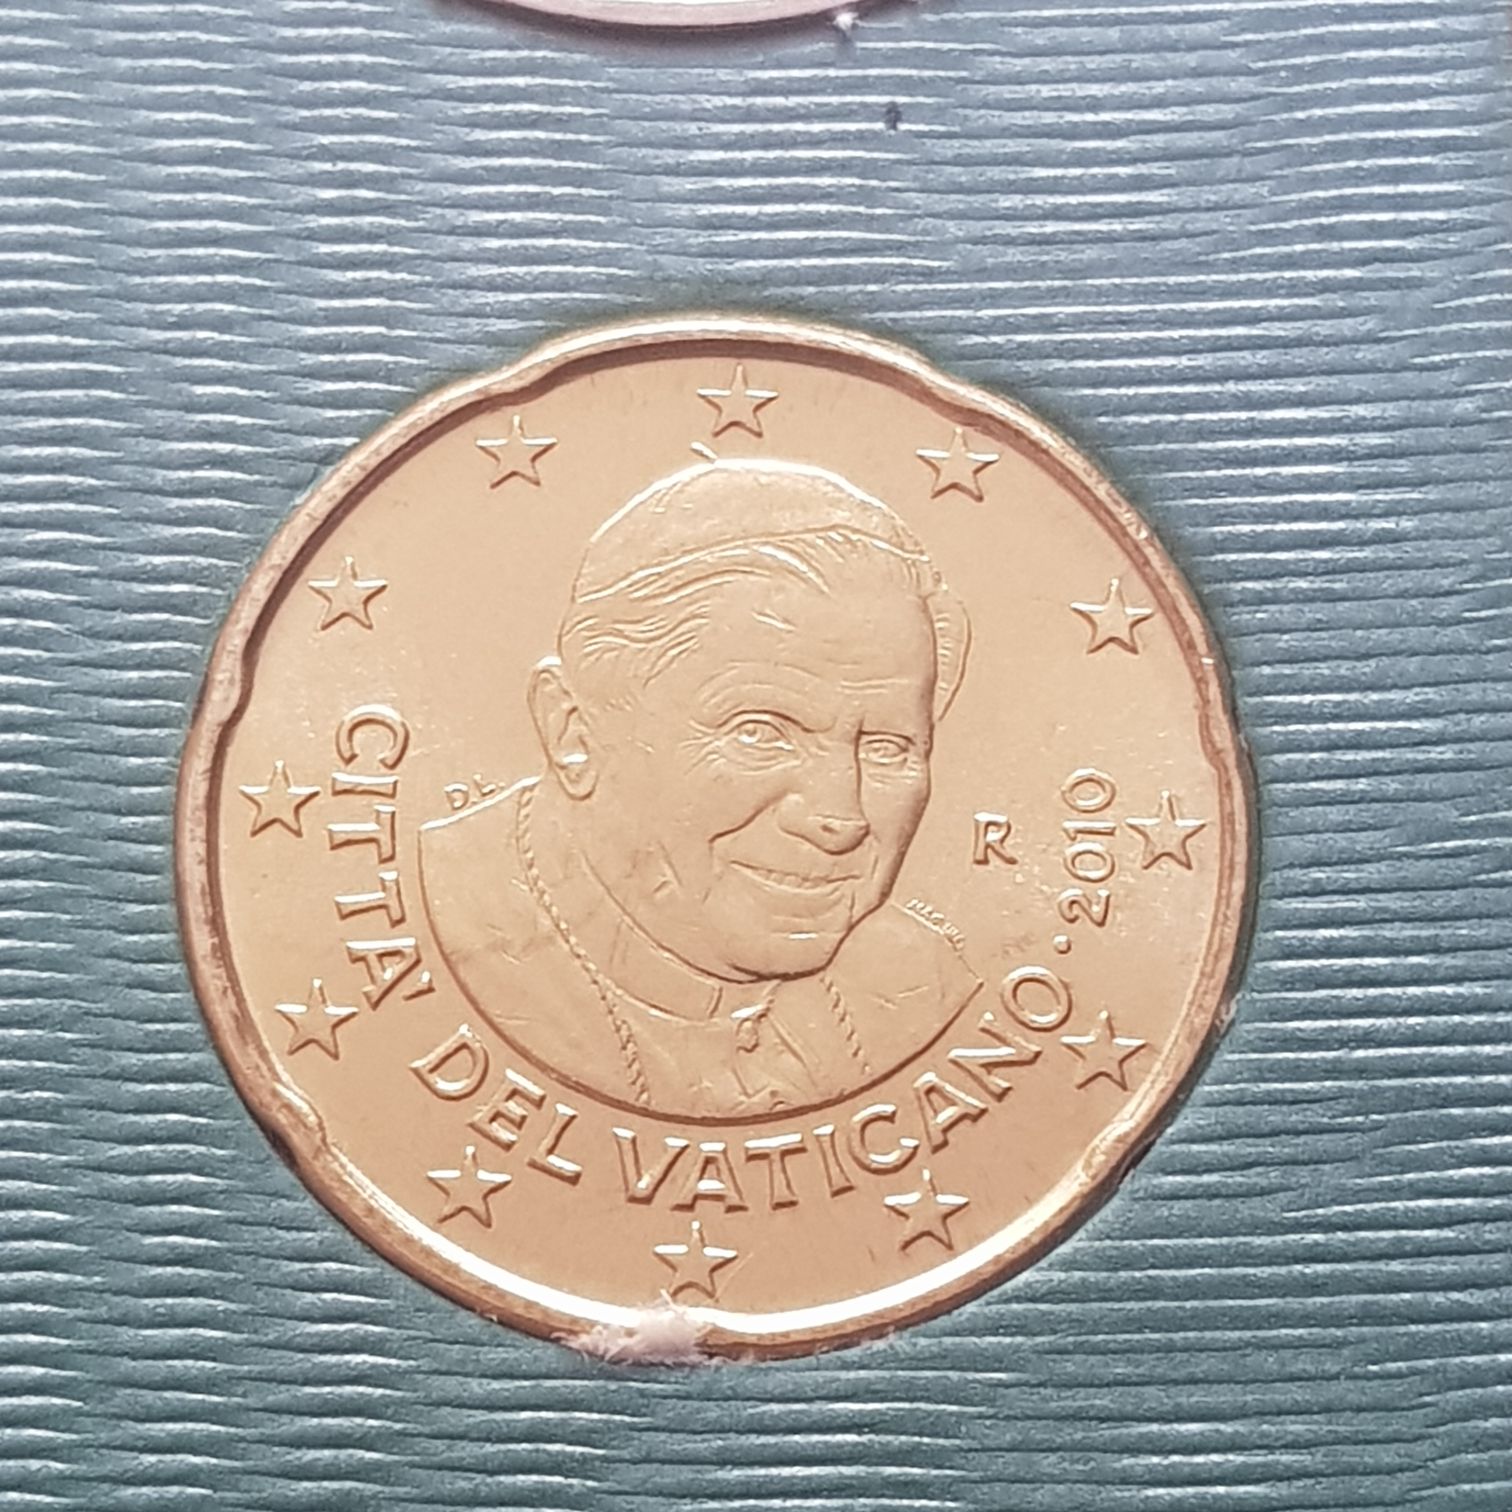 CITTA' DEL VATICANO • 2010
D.L.
R